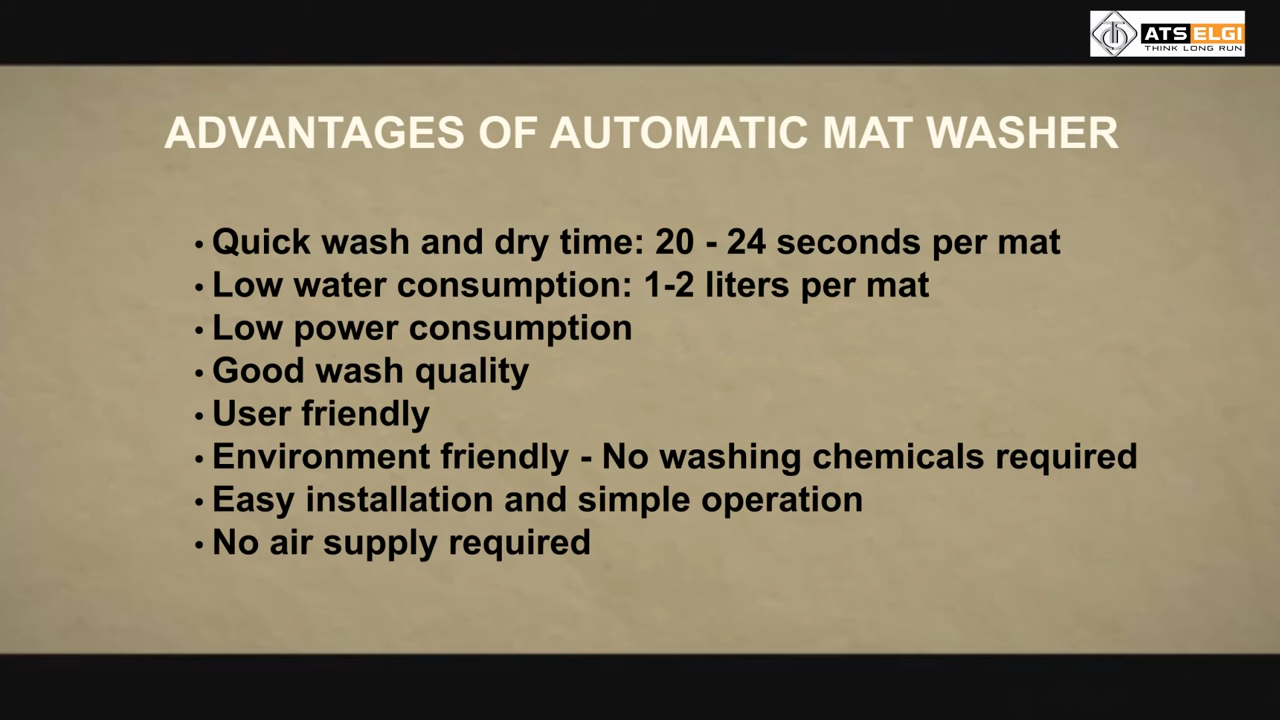 ATS ELGI
THINK LONG RUN
ADVANTAGES OF AUTOMATIC MAT WASHER
• Quick wash and dry time: 20 - 24 seconds per mat
• Low water consumption: 1-2 liters per mat
• Low power consumption
• Good wash quality
• User friendly
• Environment friendly - No washing chemicals required
• Easy installation and simple operation
• No air supply required